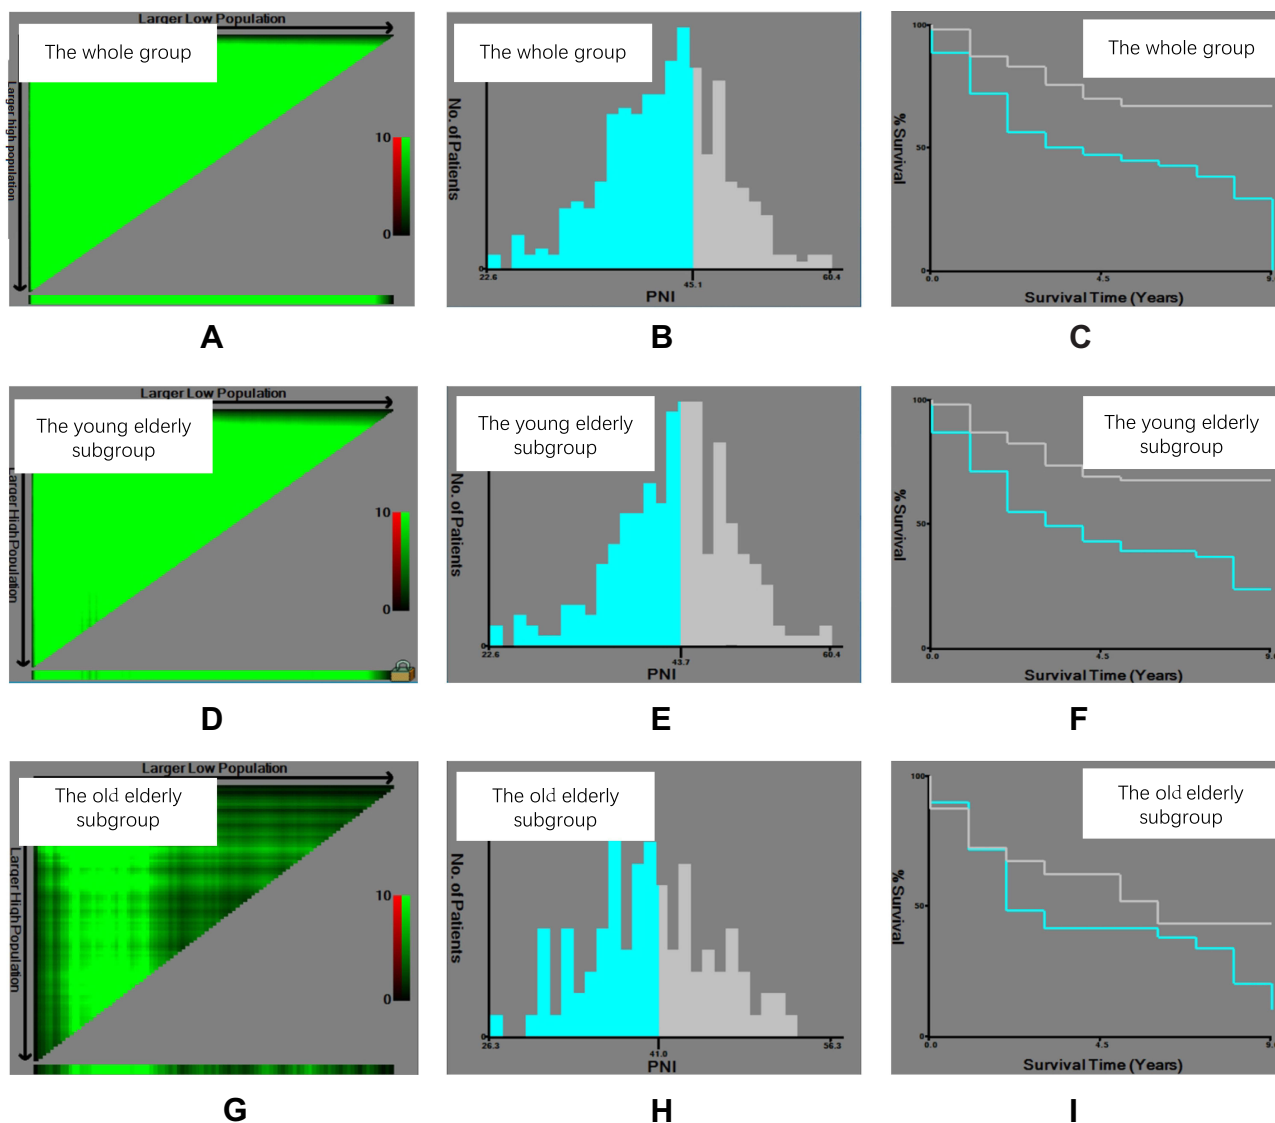 Larger Low Population
The whole group
Larger high population
10
0
A
The whole group
No. of Patients
0
22.6
45.1
60.4
PNI
B
The whole group
100
50
0
% Survival
0.0
4.5
9.0
Survival Time (Years)
C
Larger Low Population
The young elderly
subgroup
Larger High Population
10
0
D
The young elderly
subgroup
No. of Patients
0
22.6
43.7
60.4
PNI
E
The young elderly
subgroup
100
50
0
% Survival
0.0
4.5
9.0
Survival Time (Years)
F
Larger Low Population
The old elderly
subgroup
Larger High Population
10
0
G
The old elderly
subgroup
No. of Patients
0
26.3
41.0
56.3
PNI
H
The old elderly
subgroup
100
50
0
% Survival
0.0
4.5
9.0
Survival Time (Years)
I